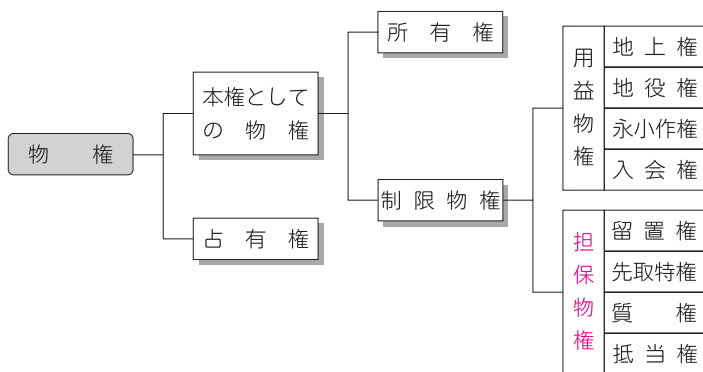 物権
本権として
の物権
占有権
所有権
制限物権
用益物権
地上権
地役権
永小作権
入会権
担保物権
留置権
先取特権
質権
抵当権